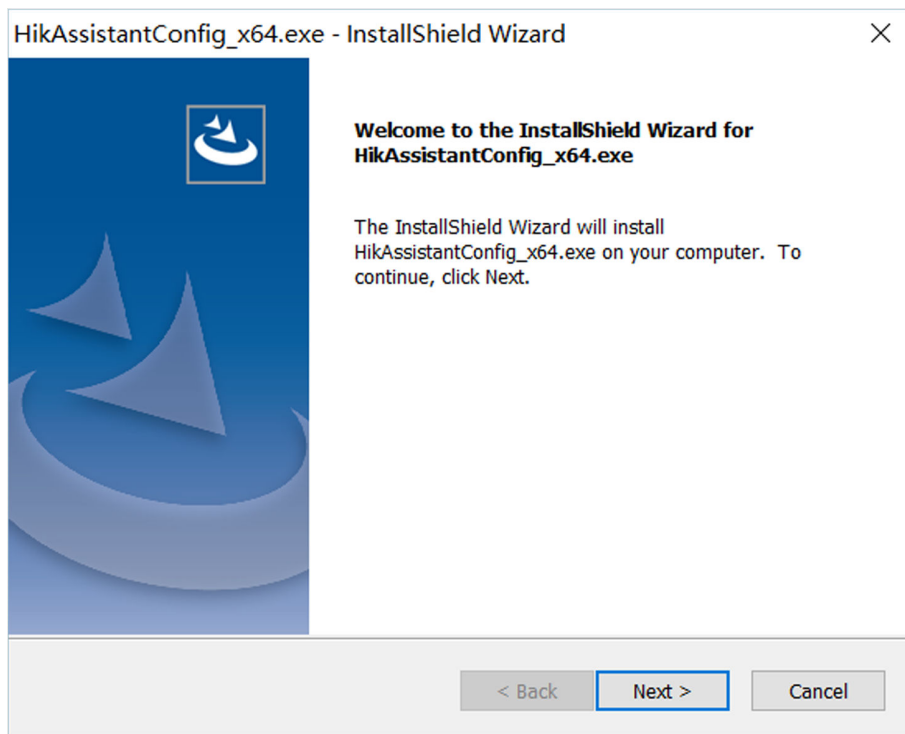 HikAssistantConfig_x64.exe - InstallShield Wizard
Welcome to the InstallShield Wizard for
HikAssistantConfig_x64.exe
The InstallShield Wizard will install
HikAssistantConfig_x64.exe on your computer.  To
continue, click Next.
< Back Next > Cancel